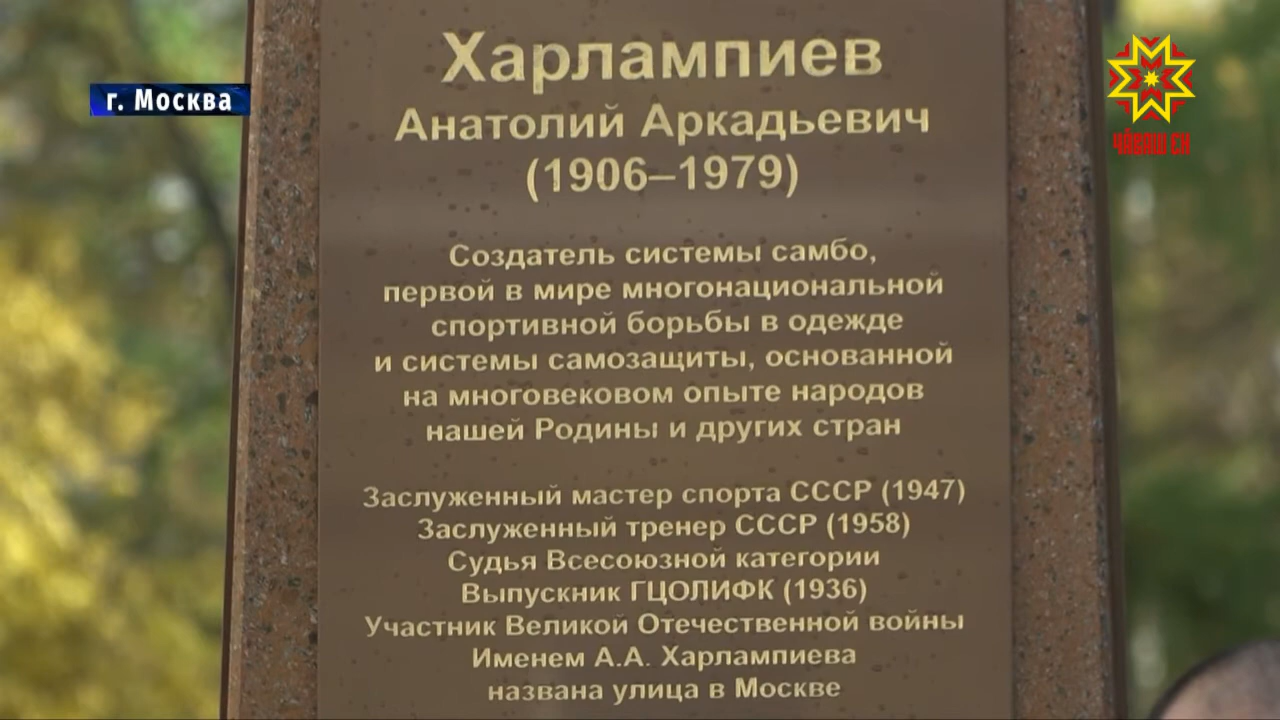 г. Москва
ЧӐВАШ ЕН
Харлампиев
Анатолий Аркадьевич
(1906–1979)
Создатель системы самбо,
первой в мире многонациональной
спортивной борьбы в одежде
и системы самозащиты, основанной
на многовековом опыте народов
нашей Родины и других стран
Заслуженный мастер спорта СССР (1947)
Заслуженный тренер СССР (1958)
Судья Всесоюзной категории
Выпускник ГЦОЛИФК (1936)
Участник Великой Отечественной войны
Именем А.А. Харлампиева
названа улица в Москве